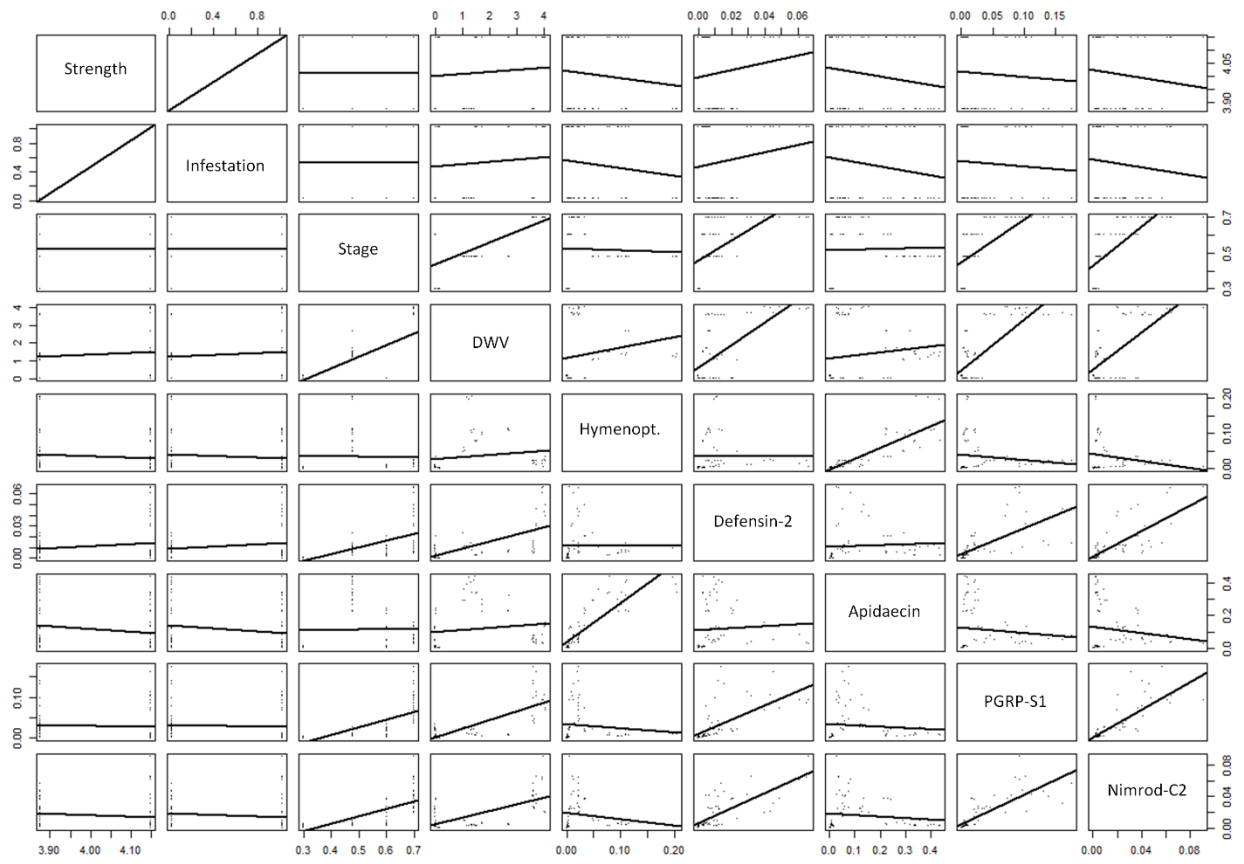 0.0 0.4 0.8 0 1 2 3 4 0.00 0.02 0.04 0.06 0.00 0.05 0.10 0.15
Strength 3.90 4.05
0.0 0.4 0.8 Infestation
Stage 0.3 0.5 0.7
0 1 2 3 4 DWV
Hymenopt. 0.00 0.10 0.20
0.00 0.03 0.06 Defensin-2
Apidaecin 0.0 0.2 0.4
0.00 0.10 PGRP-S1
Nimrod-C2 0.00 0.04 0.08
3.90 4.00 4.10 0.3 0.4 0.5 0.6 0.7 0.00 0.10 0.20 0.0 0.1 0.2 0.3 0.4 0.00 0.04 0.08